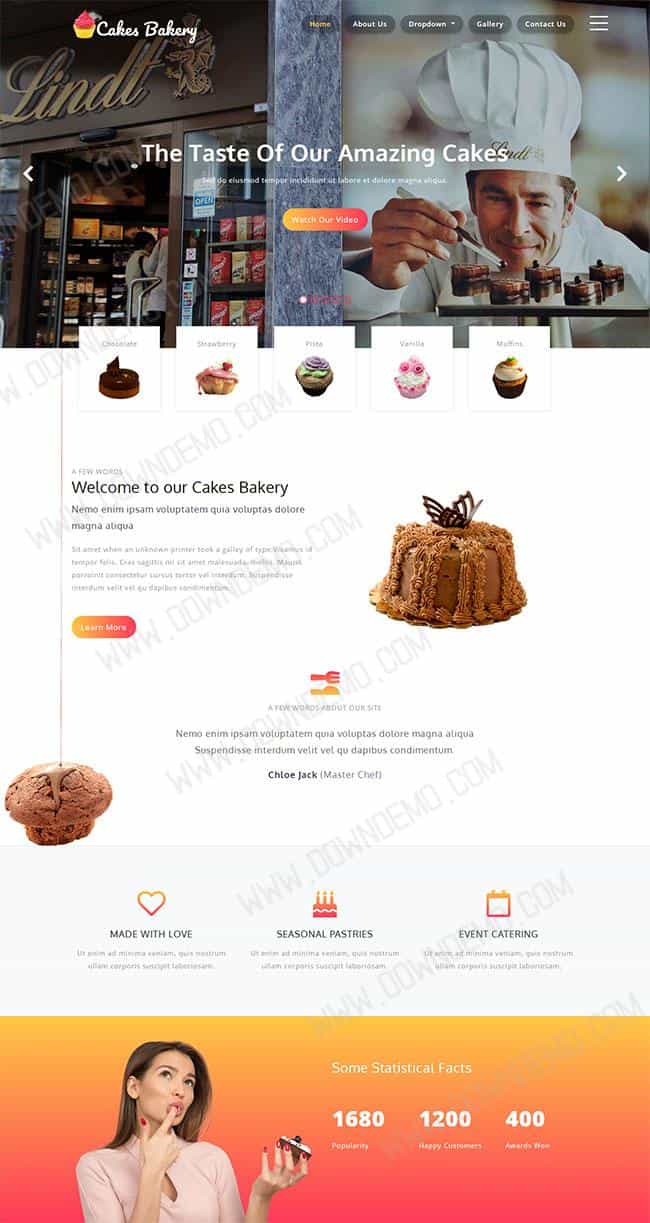 Cakes Bakery
Home
About Us
Dropdown
Gallery
Contact Us
Lindt
Lindt
OPEN
The Taste Of Our Amazing Cakes
Sed do eiusmod tempor incididunt ut labore et dolore magna aliqua.
Watch Our Video
Chocolate
Strawberry
Pista
Vanilla
Muffins
A FEW WORDS
Welcome to our Cakes Bakery
Nemo enim ipsam voluptatem quia voluptas dolore
magna aliqua
Sit amet when an unknown printer took a galley of type.Vivamus id
tempor felis. Cras sagittis mi sit amet malesuada mollis. Mauris
porroinit consectetur cursus tortor vel interdum. Suspendisse
interdum velit vel qu dapibus condimentum.
Learn More
A FEW WORDS ABOUT OUR SITE
Nemo enim ipsam voluptatem quia voluptas dolore magna aliqua
Suspendisse interdum velit vel qu dapibus condimentum.
Chloe Jack (Master Chef)
MADE WITH LOVE
Ut enim ad minima veniam, quis nostrum
ullam corporis suscipit laboriosam.
SEASONAL PASTRIES
Ut enim ad minima veniam, quis nostrum
ullam corporis suscipit laboriosam.
EVENT CATERING
Ut enim ad minima veniam, quis nostrum
ullam corporis suscipit laboriosam.
Some Statistical Facts
1680
Popularity
1200
Happy Customers
400
Awards Won
WWW.DOWNDEMO.COM